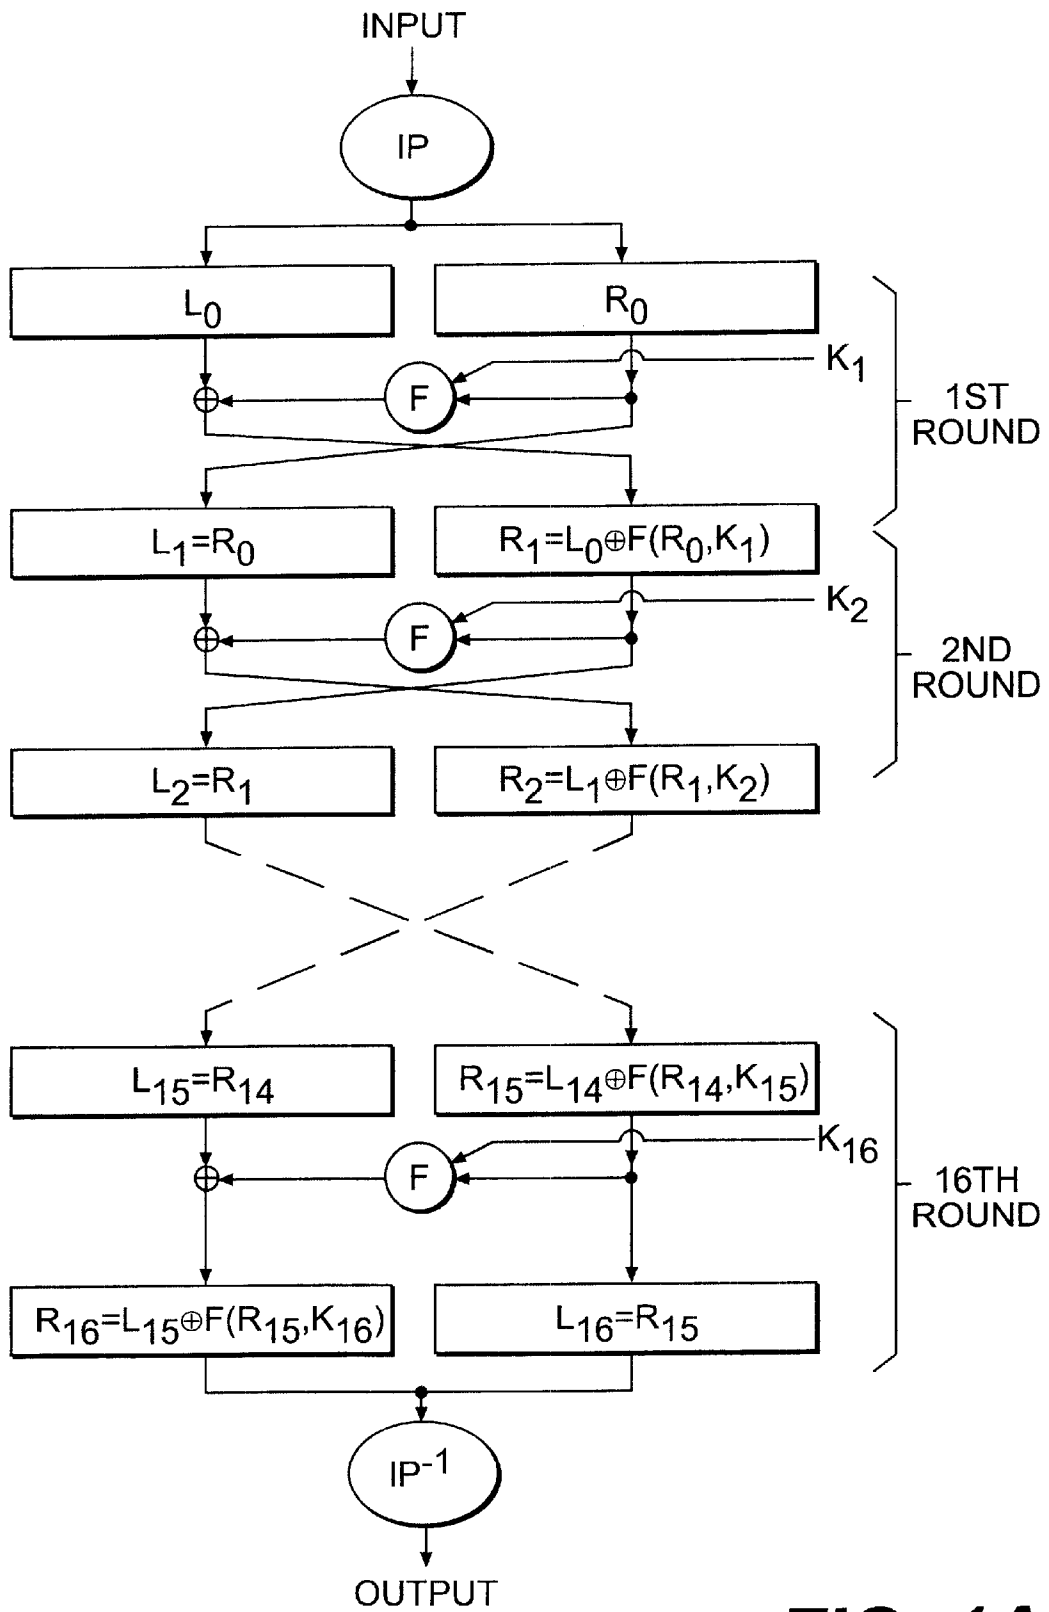 INPUT
IP
L₀
R₀
K₁
F
1ST
ROUND
L₁=R₀
R₁=L₀⊕F(R₀,K₁)
K₂
F
2ND
ROUND
L₂=R₁
R₂=L₁⊕F(R₁,K₂)
L₁₅=R₁₄
R₁₅=L₁₄⊕F(R₁₄,K₁₅)
K₁₆
F
16TH
ROUND
R₁₆=L₁₅⊕F(R₁₅,K₁₆)
L₁₆=R₁₅
IP⁻¹
OUTPUT